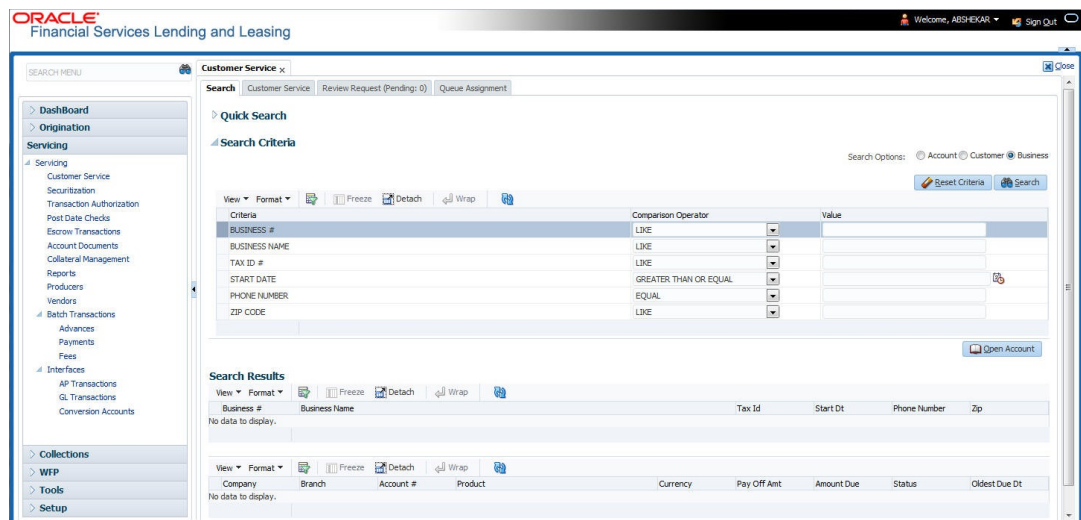 ORACLE
Financial Services Lending and Leasing
Welcome, ABSHEKAR
Sign Out
SEARCH MENU
DashBoard
Origination
Servicing
Servicing
Customer Service
Securitization
Transaction Authorization
Post Date Checks
Escrow Transactions
Account Documents
Collateral Management
Reports
Producers
Vendors
Batch Transactions
Advances
Payments
Fees
Interfaces
AP Transactions
GL Transactions
Conversion Accounts
Collections
WFP
Tools
Setup
Customer Service x
Close
Search Customer Service Review Request (Pending: 0) Queue Assignment
Quick Search
Search Criteria
Search Options: Account Customer Business
Reset Criteria Search
View Format Freeze Detach Wrap
Criteria Comparison Operator Value
BUSINESS # LIKE
BUSINESS NAME LIKE
TAX ID # LIKE
START DATE GREATER THAN OR EQUAL
PHONE NUMBER EQUAL
ZIP CODE LIKE
Open Account
Search Results
View Format Freeze Detach Wrap
Business # Business Name Tax Id Start Dt Phone Number Zip
No data to display.
View Format Freeze Detach Wrap
Company Branch Account # Product Currency Pay Off Amt Amount Due Status Oldest Due Dt
No data to display.